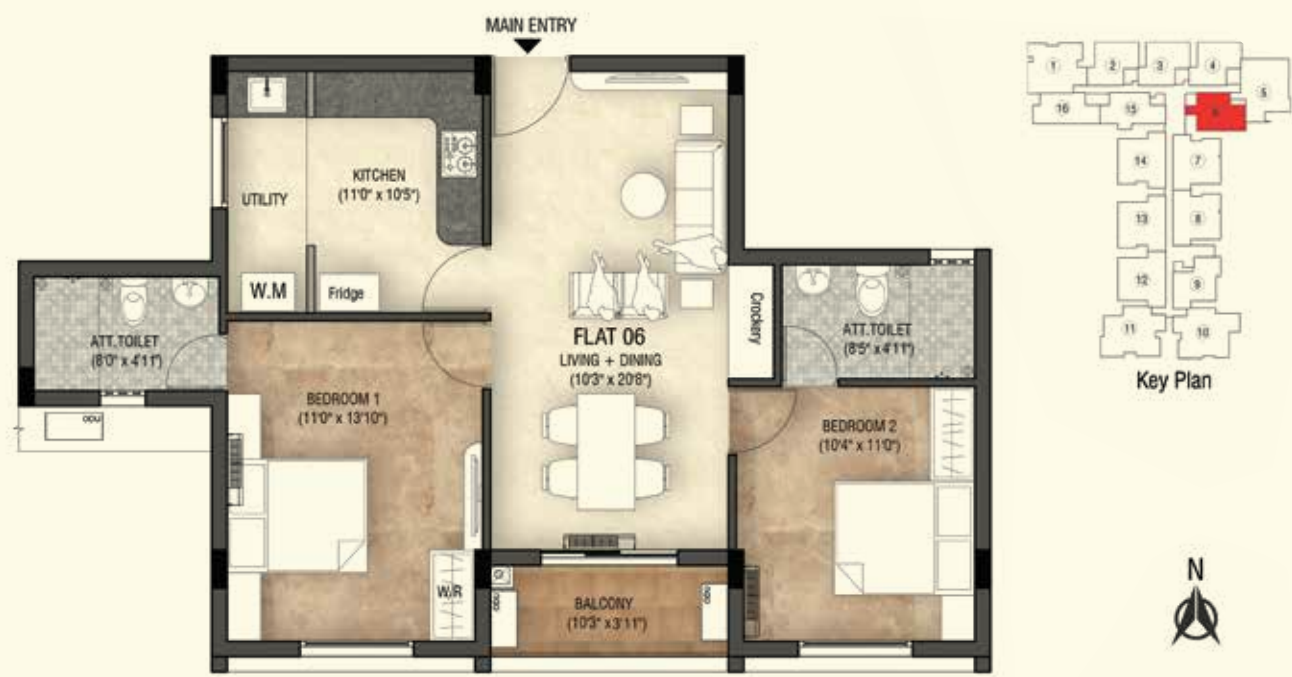 MAIN ENTRY
KITCHEN
(11'0" x 10'5")
UTILITY
W.M
Fridge
ATT.TOILET
(8'0" x 4'11")
Crockery
ATT.TOILET
(8'5" x 4'11")
FLAT 06
LIVING + DINING
(10'3" x 20'8")
BEDROOM 1
(11'0" x 13'10")
BEDROOM 2
(10'4" x 11'0")
W/R
BALCONY
(10'3" x 3'11")
ODU
ODU
ODU
1
2
3
4
5
16
15
6
14
7
13
8
12
9
11
10
Key Plan
N